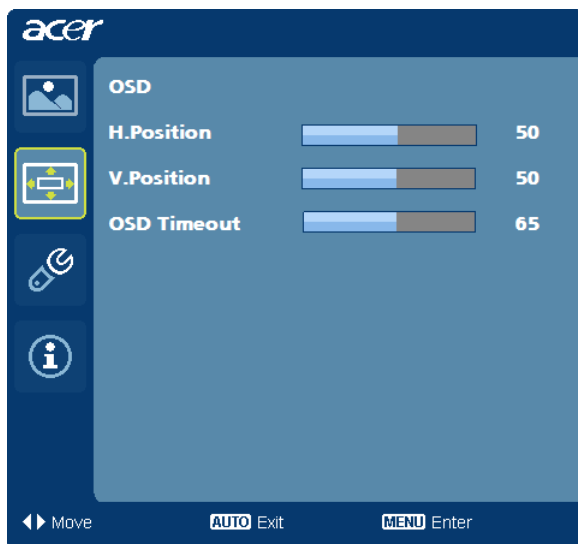 acer
OSD
H.Position 50
V.Position 50
OSD Timeout 65
Move AUTO Exit MENU Enter